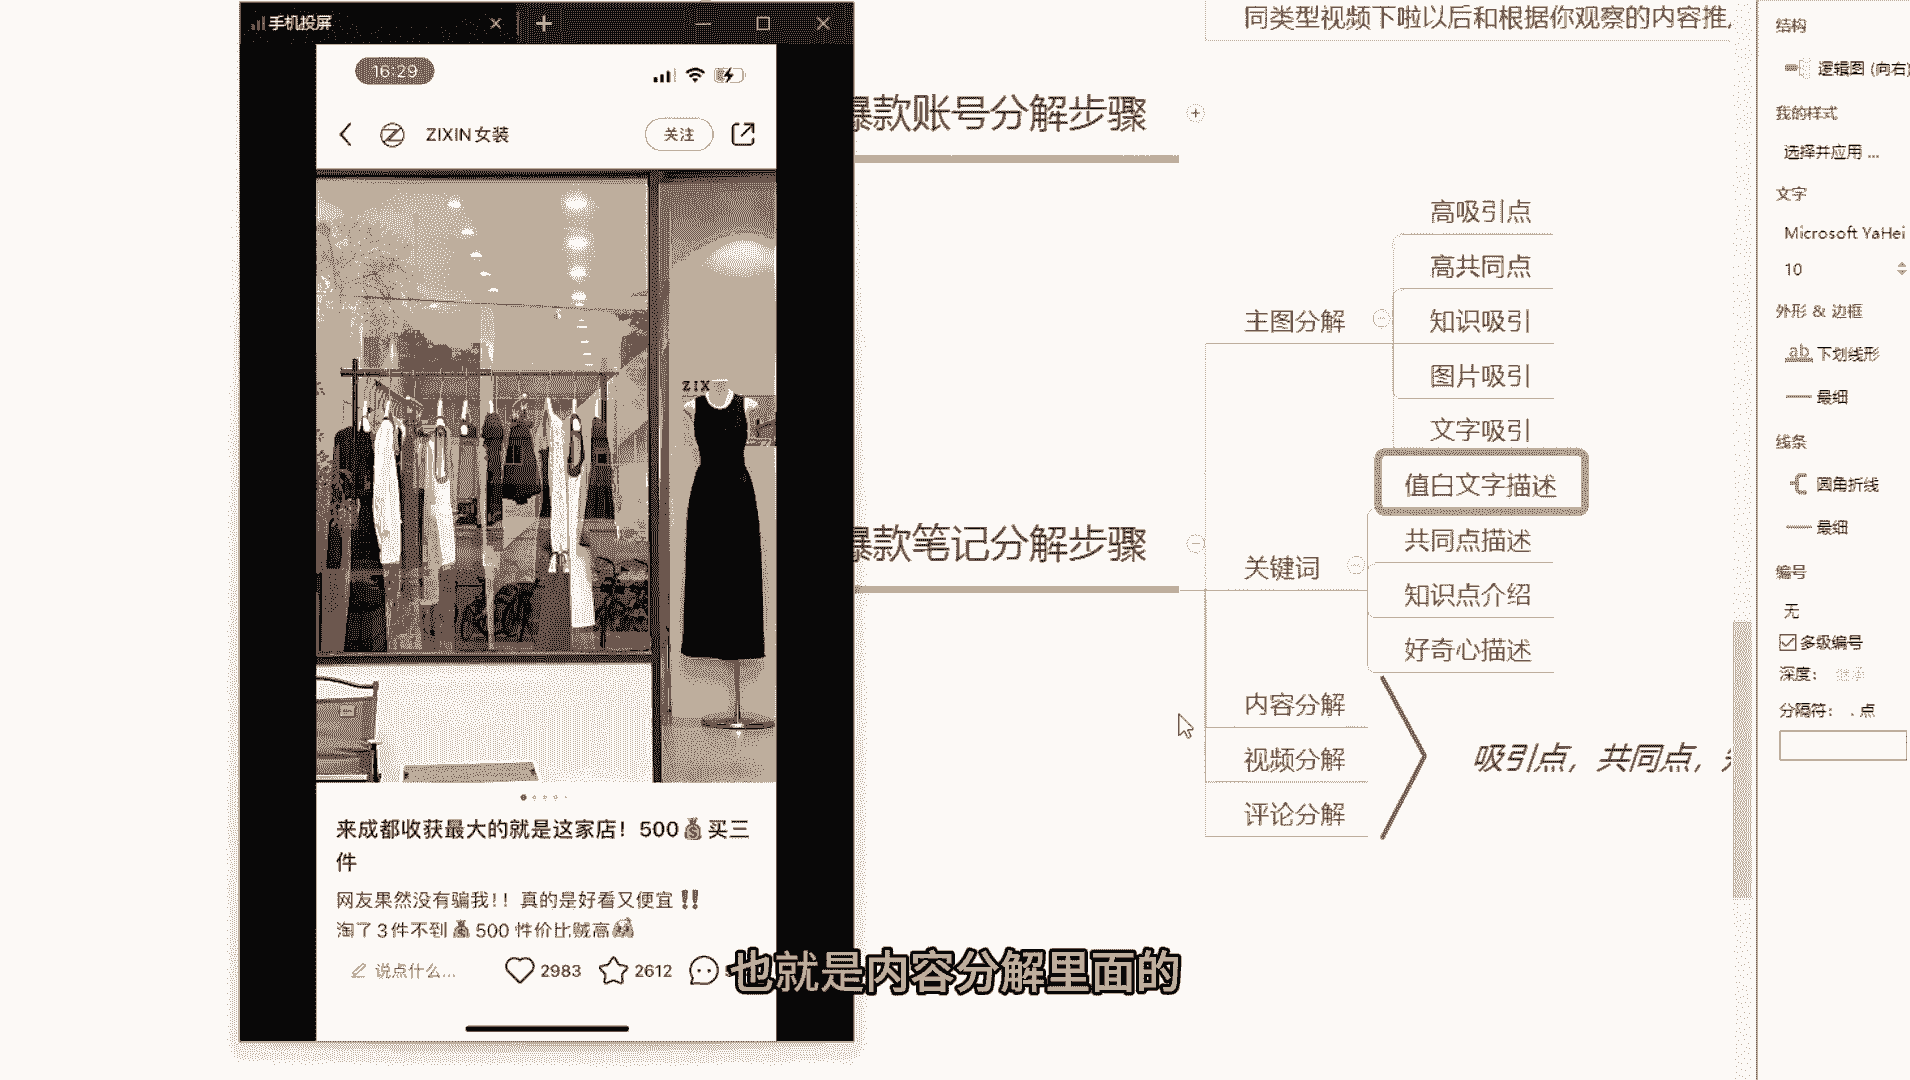 手机投屏
16:29
ZIXIN女装
关注
ZIX
来成都收获最大的就是这家店！500💰买三
件
网友果然没有骗我！！真的是好看又便宜‼️
淘了3件不到💰500 性价比贼高
说点什么...
2983
2612
也就是内容分解里面的
同类型视频下啦以后和根据你观察的内容推
爆款账号分解步骤
爆款笔记分解步骤
主图分解
高吸引点
高共同点
知识吸引
图片吸引
文字吸引
关键词
值白文字描述
共同点描述
知识点介绍
好奇心描述
内容分解
视频分解
评论分解
吸引点，共同点，
结构
逻辑图 (向右)
我的样式
选择并应用 ...
文字
Microsoft YaHei
10
外形 & 边框
ab 下划线形
最细
线条
圆角折线
最细
编号
无
多级编号
深度： 继承
分隔符： . 点